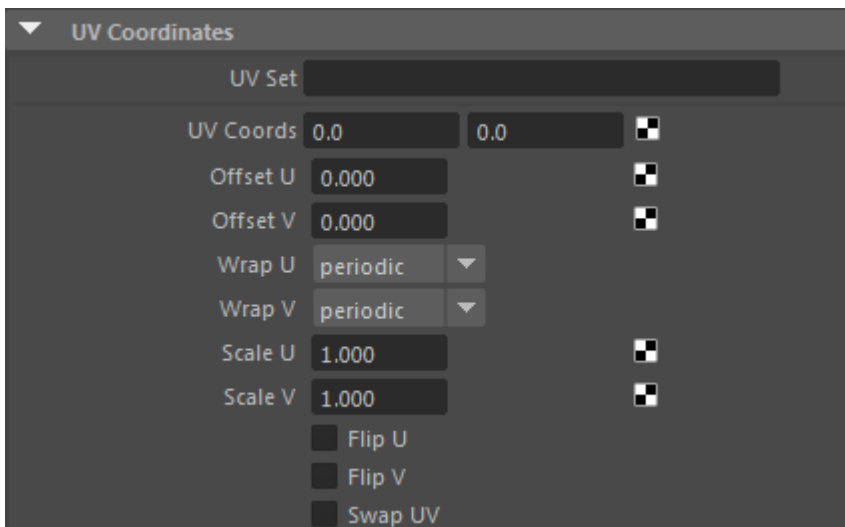 UV Coordinates
UV Set
UV Coords 0.0 0.0
Offset U 0.000
Offset V 0.000
Wrap U periodic
Wrap V periodic
Scale U 1.000
Scale V 1.000
Flip U
Flip V
Swap UV